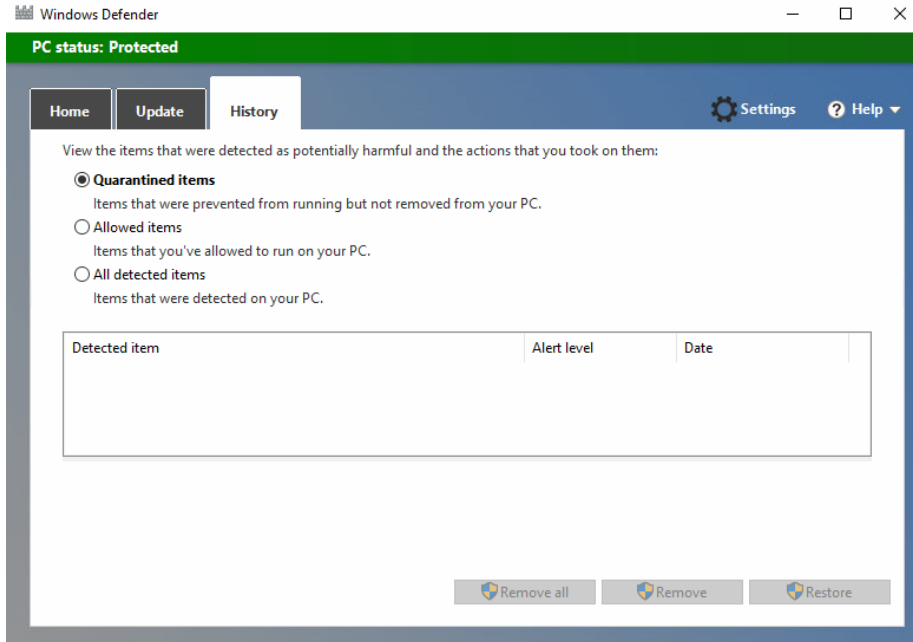 Windows Defender
PC status: Protected
Home Update History Settings Help
View the items that were detected as potentially harmful and the actions that you took on them:
Quarantined items
Items that were prevented from running but not removed from your PC.
Allowed items
Items that you've allowed to run on your PC.
All detected items
Items that were detected on your PC.
Detected item Alert level Date
Remove all Remove Restore